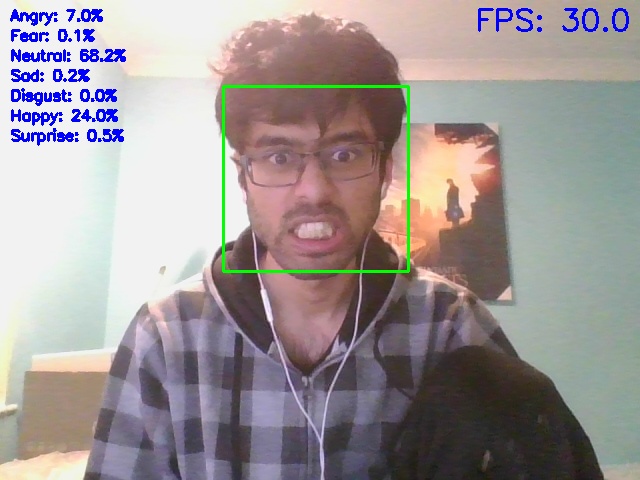 Angry: 7.0%
Fear: 0.1%
Neutral: 68.2%
Sad: 0.2%
Disgust: 0.0%
Happy: 24.0%
Surprise: 0.5%
FPS: 30.0